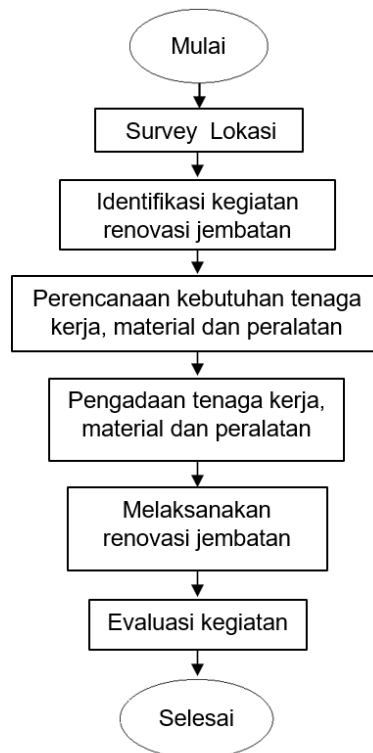 Mulai
Survey Lokasi
Identifikasi kegiatan
renovasi jembatan
Perencanaan kebutuhan tenaga
kerja, material dan peralatan
Pengadaan tenaga kerja,
material dan peralatan
Melaksanakan
renovasi jembatan
Evaluasi kegiatan
Selesai